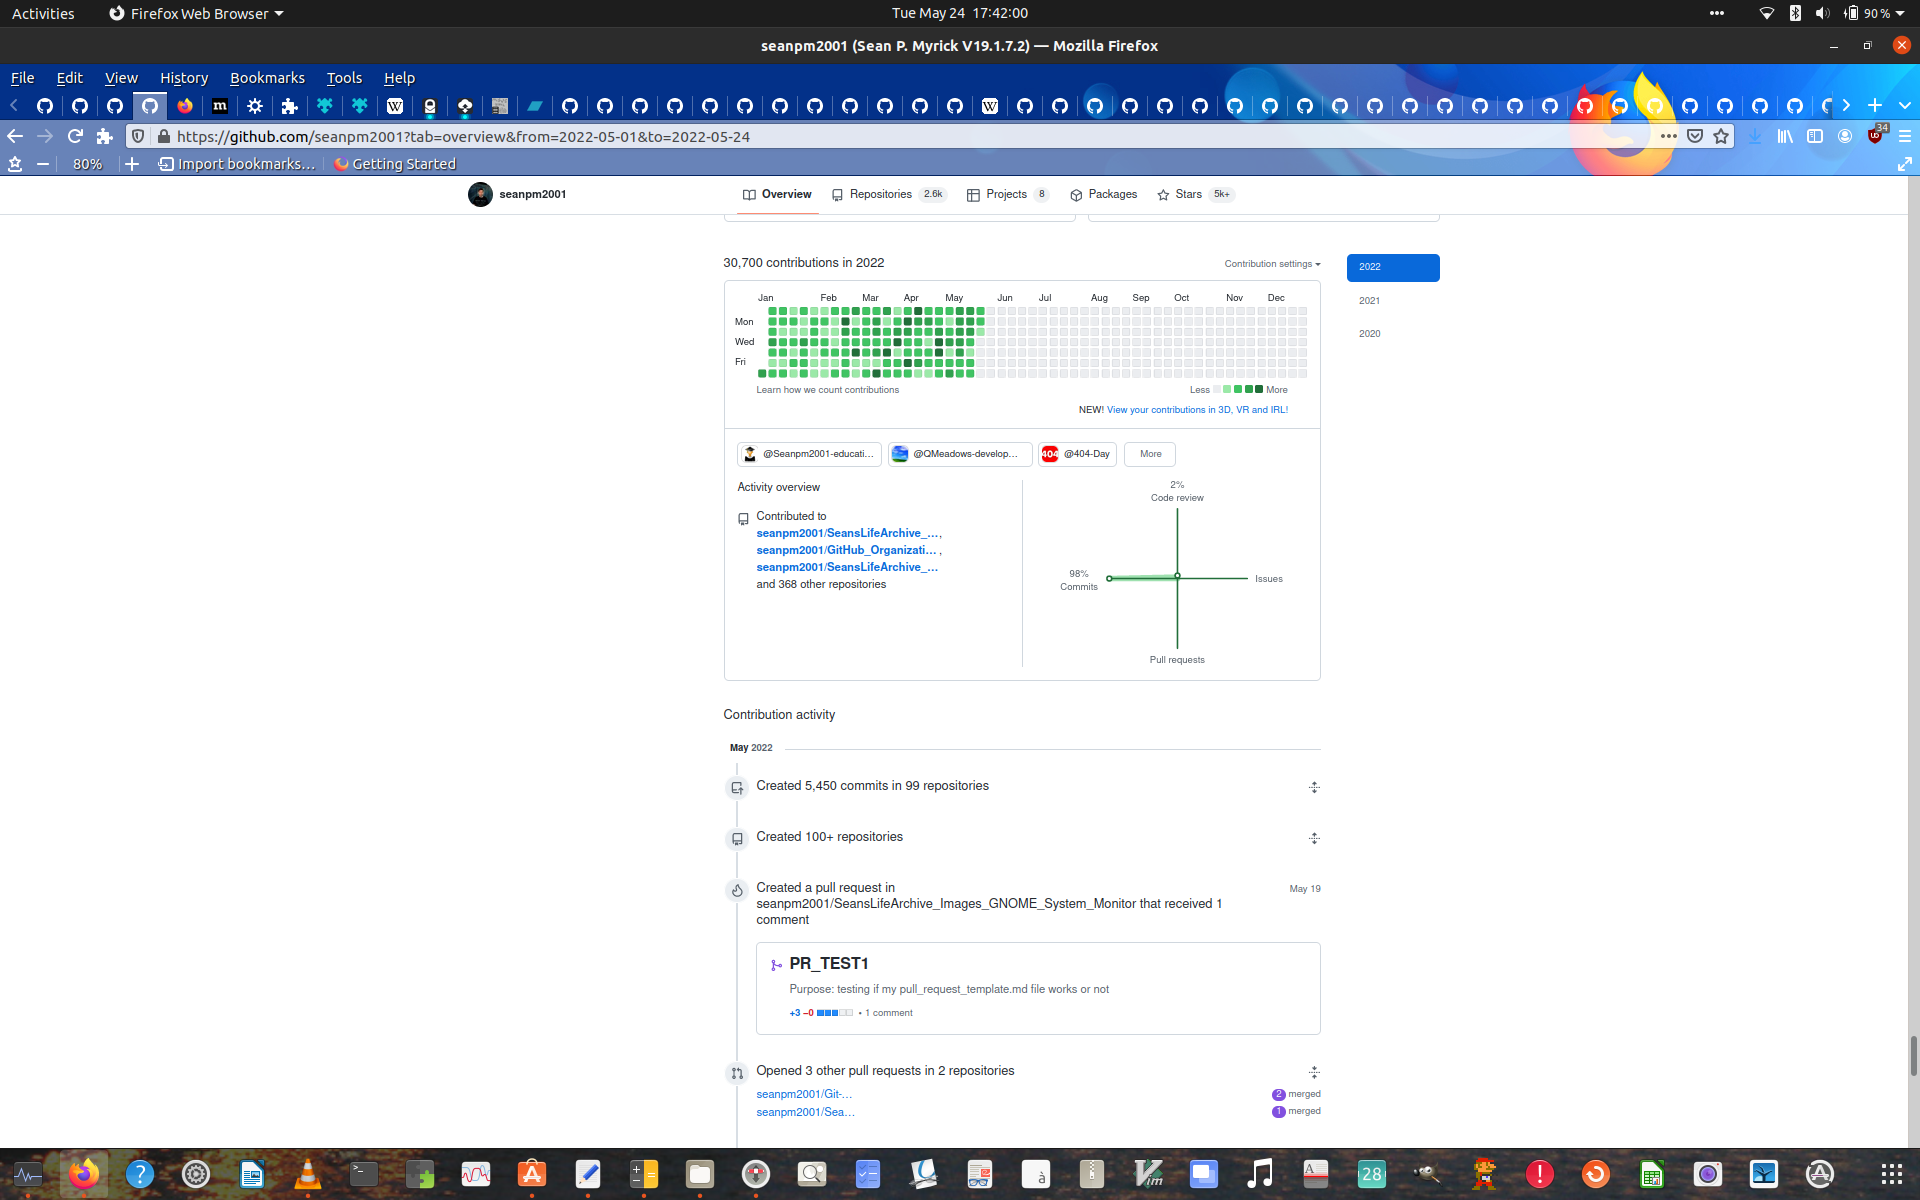 Activities
Firefox Web Browser
Tue May 24 17:42:00
90 %
seanpm2001 (Sean P. Myrick V19.1.7.2) — Mozilla Firefox
File Edit View History Bookmarks Tools Help
https://github.com/seanpm2001?tab=overview&from=2022-05-01&to=2022-05-24
34
80%
Import bookmarks...
Getting Started
seanpm2001
Overview
Repositories 2.6k
Projects 8
Packages
Stars 5k+
30,700 contributions in 2022
Contribution settings
2022
2021
2020
Jan Feb Mar Apr May Jun Jul Aug Sep Oct Nov Dec
Mon
Wed
Fri
Learn how we count contributions
Less More
NEW! View your contributions in 3D, VR and IRL!
@Seanpm2001-educati...
@QMeadows-develop...
404 @404-Day
More
Activity overview
Contributed to
seanpm2001/SeansLifeArchive_...,
seanpm2001/GitHub_Organizati... ,
seanpm2001/SeansLifeArchive_...
and 368 other repositories
2%
Code review
98%
Commits
Issues
Pull requests
Contribution activity
May 2022
Created 5,450 commits in 99 repositories
Created 100+ repositories
Created a pull request in
seanpm2001/SeansLifeArchive_Images_GNOME_System_Monitor that received 1
comment
May 19
PR_TEST1
Purpose: testing if my pull_request_template.md file works or not
+3 −0 • 1 comment
Opened 3 other pull requests in 2 repositories
seanpm2001/Git-...
2 merged
seanpm2001/Sea...
1 merged
28